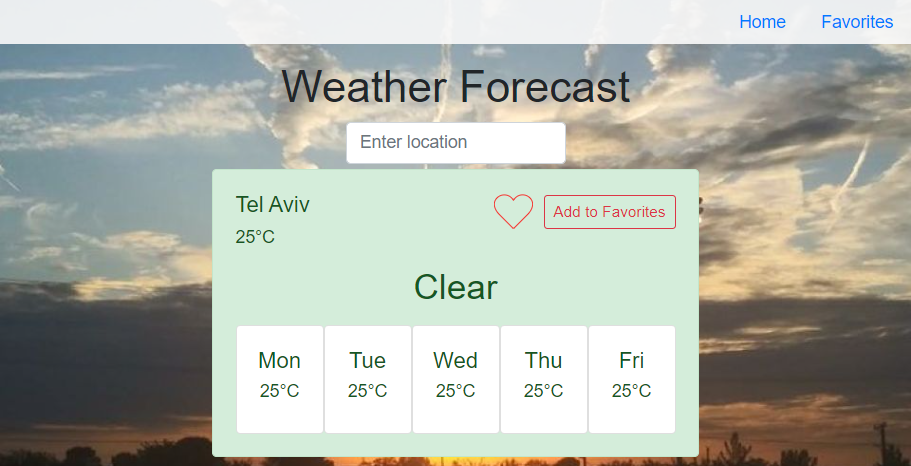 Home Favorites
Weather Forecast
Enter location
Tel Aviv
Add to Favorites
25°C
Clear
Mon Tue Wed Thu Fri
25°C 25°C 25°C 25°C 25°C